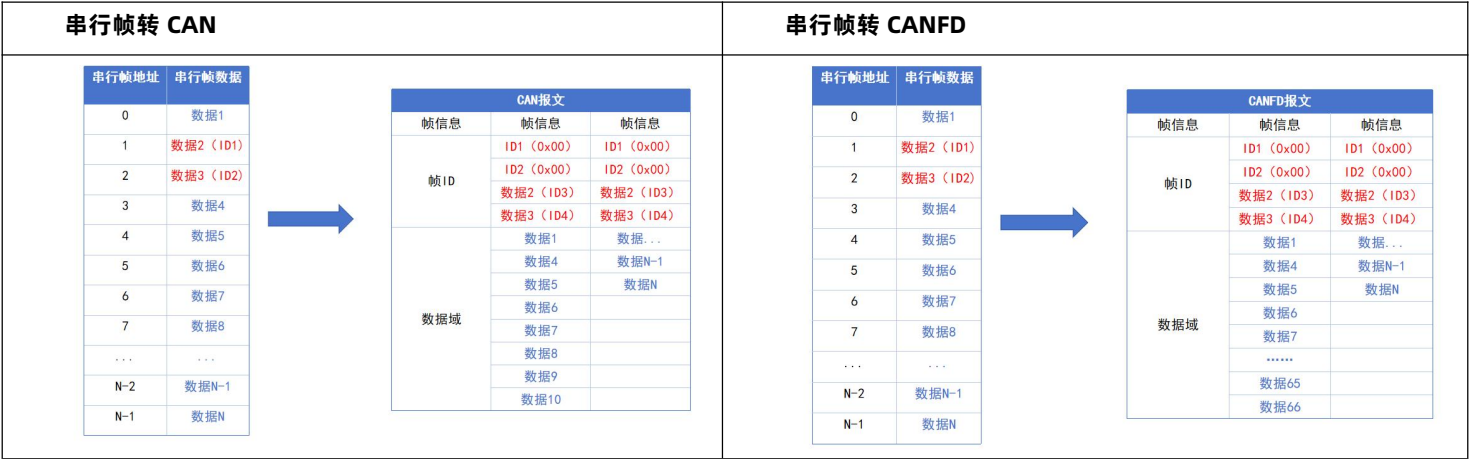 串行帧转 CAN
串行帧地址 串行帧数据
0 数据1
1 数据2（ID1）
2 数据3（ID2）
3 数据4
4 数据5
5 数据6
6 数据7
7 数据8
... ...
N-2 数据N-1
N-1 数据N
CAN报文
帧信息 帧信息 帧信息
帧ID
ID1（0x00） ID1（0x00）
ID2（0x00） ID2（0x00）
数据2（ID3） 数据2（ID3）
数据3（ID4） 数据3（ID4）
数据域
数据1 数据...
数据4 数据N-1
数据5 数据N
数据6
数据7
数据8
数据9
数据10
串行帧转 CANFD
串行帧地址 串行帧数据
0 数据1
1 数据2（ID1）
2 数据3（ID2）
3 数据4
4 数据5
5 数据6
6 数据7
7 数据8
... ...
N-2 数据N-1
N-1 数据N
CANFD报文
帧信息 帧信息 帧信息
帧ID
ID1（0x00） ID1（0x00）
ID2（0x00） ID2（0x00）
数据2（ID3） 数据2（ID3）
数据3（ID4） 数据3（ID4）
数据域
数据1 数据...
数据4 数据N-1
数据5 数据N
数据6
数据7
……
数据65
数据66